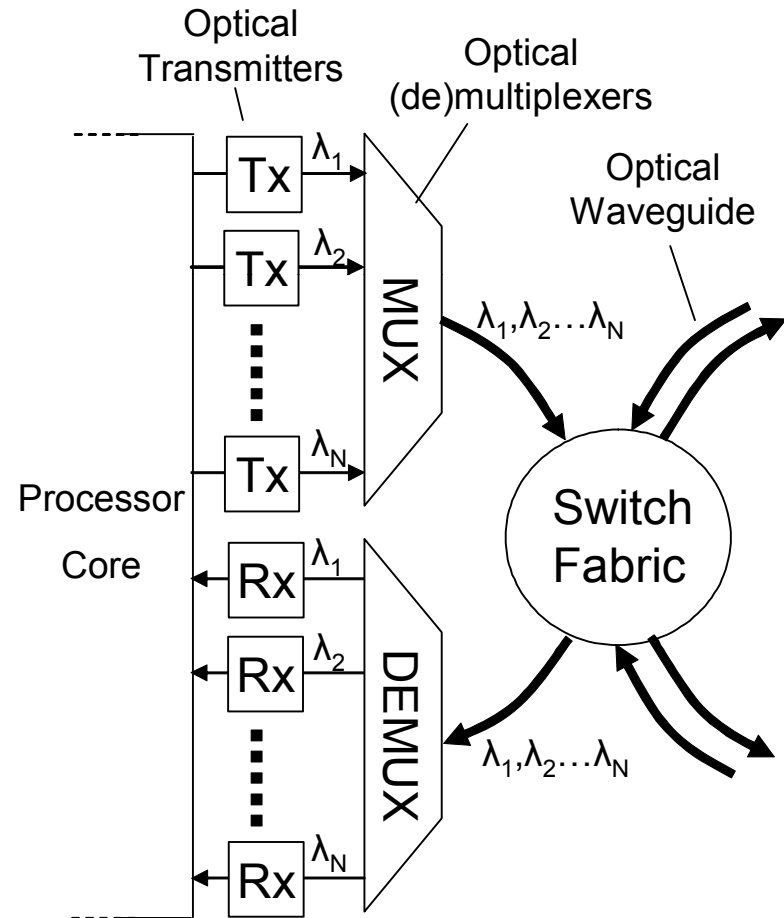 Optical
Transmitters
Optical
(de)multiplexers
Optical
Waveguide
Tx
λ1
Tx
λ2
Tx
λN
MUX
λ1,λ2…λN
Processor
Core
Switch
Fabric
Rx
λ1
Rx
λ2
Rx
λN
DEMUX
λ1,λ2…λN